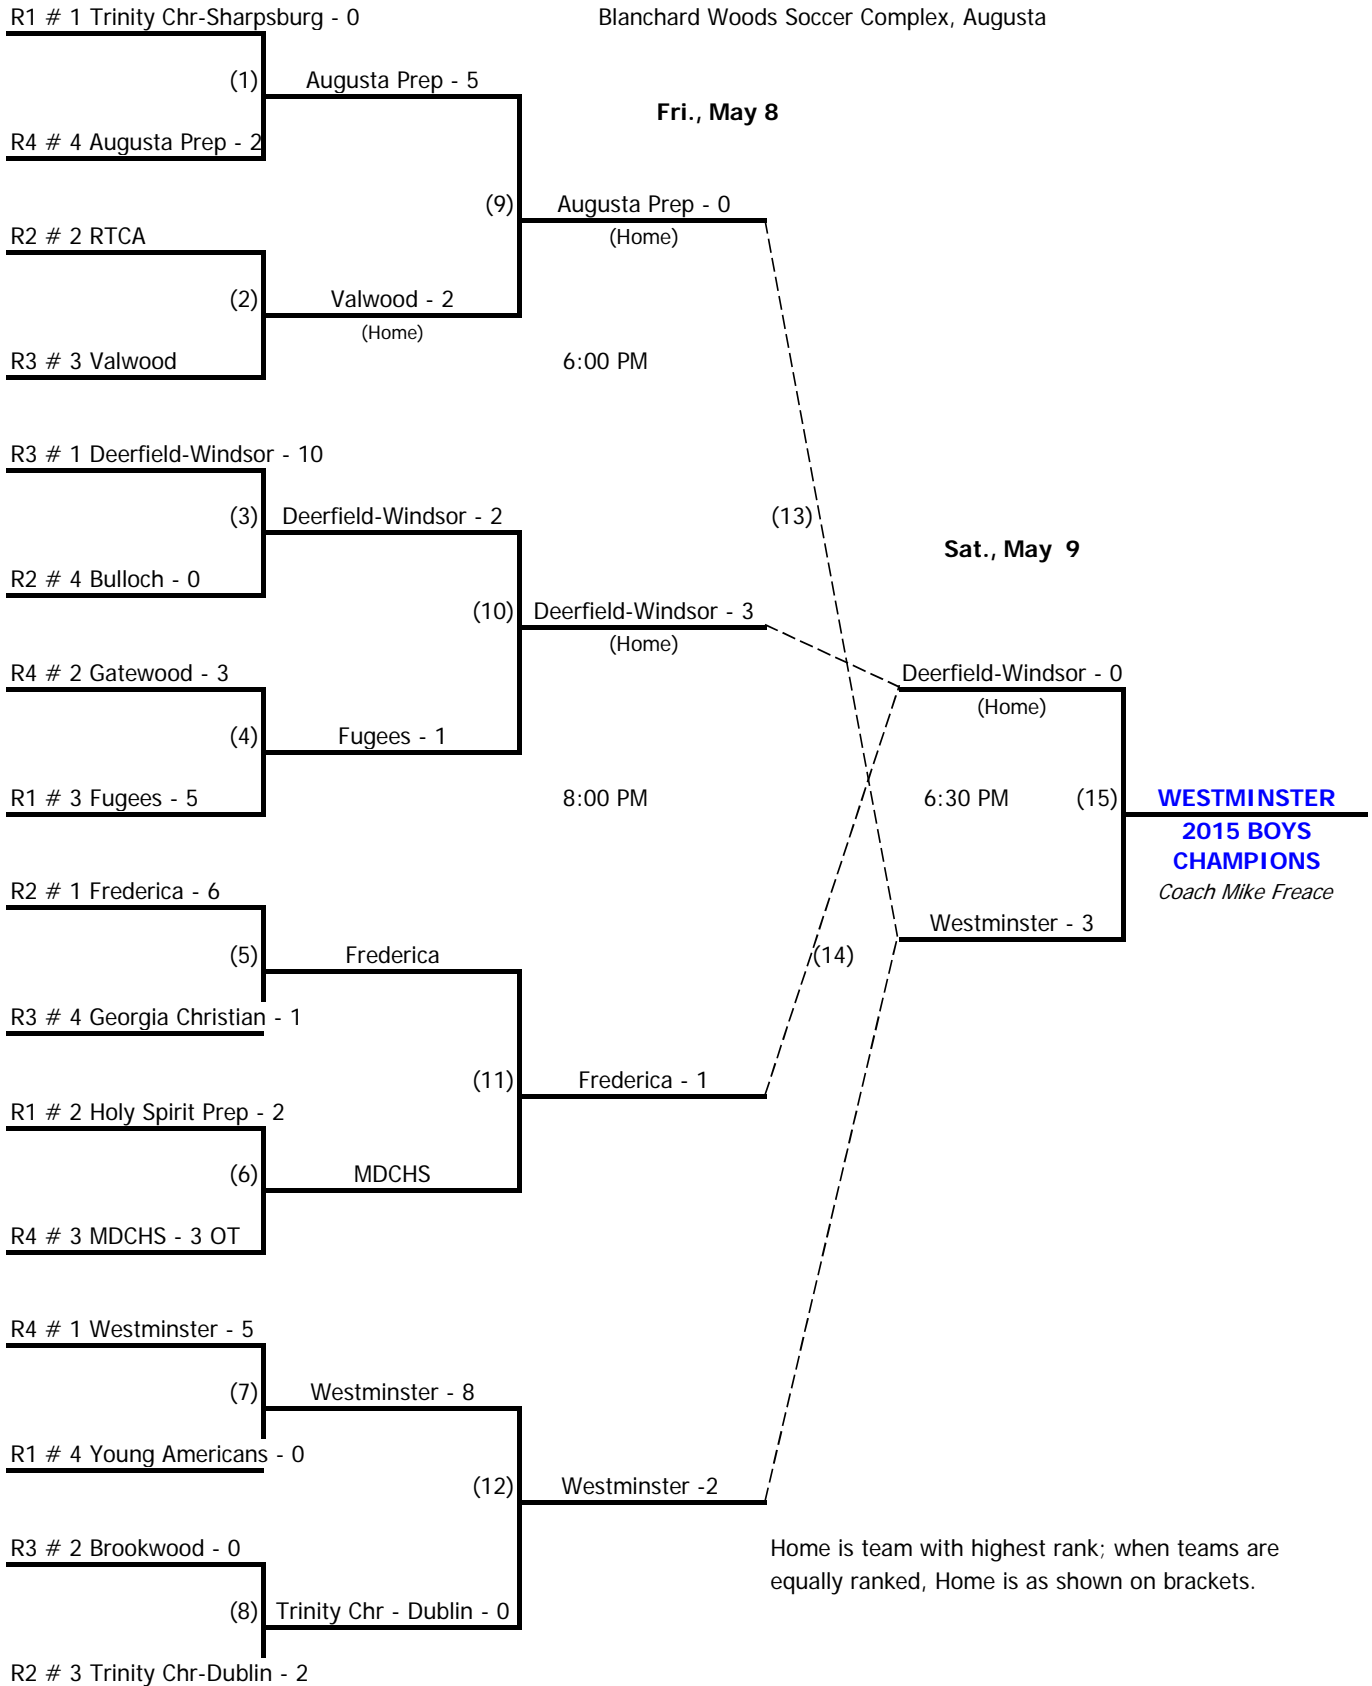 R1 # 1 Trinity Chr-Sharpsburg - 0
Blanchard Woods Soccer Complex, Augusta
(1)
Augusta Prep - 5
Fri., May 8
R4 # 4 Augusta Prep - 2
(9)
Augusta Prep - 0
(Home)
R2 # 2 RTCA
(2)
Valwood - 2
(Home)
R3 # 3 Valwood
6:00 PM
R3 # 1 Deerfield-Windsor - 10
(3)
Deerfield-Windsor - 2
(13)
Sat., May  9
R2 # 4 Bulloch - 0
(10)
Deerfield-Windsor - 3
(Home)
R4 # 2 Gatewood - 3
Deerfield-Windsor - 0
(Home)
(4)
Fugees - 1
R1 # 3 Fugees - 5
8:00 PM
6:30 PM
(15)
WESTMINSTER
2015 BOYS
CHAMPIONS
Coach Mike Freace
R2 # 1 Frederica - 6
Westminster - 3
(5)
Frederica
(14)
R3 # 4 Georgia Christian - 1
(11)
Frederica - 1
R1 # 2 Holy Spirit Prep - 2
(6)
MDCHS
R4 # 3 MDCHS - 3 OT
R4 # 1 Westminster - 5
(7)
Westminster - 8
R1 # 4 Young Americans - 0
(12)
Westminster -2
R3 # 2 Brookwood - 0
Home is team with highest rank; when teams are
equally ranked, Home is as shown on brackets.
(8)
Trinity Chr - Dublin - 0
R2 # 3 Trinity Chr-Dublin - 2